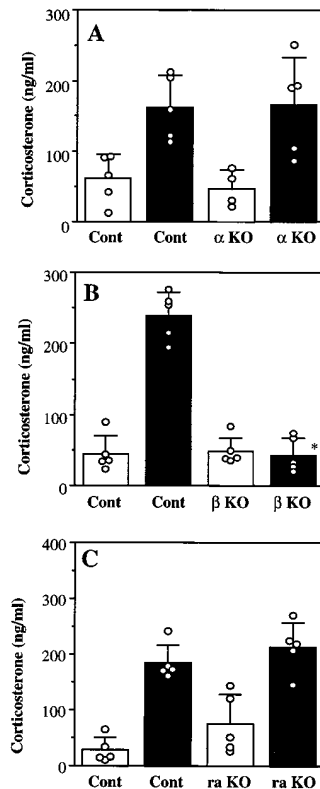 A
Corticosterone (ng/ml)
300
200
100
0
Cont Cont α KO α KO
B
Corticosterone (ng/ml)
300
200
100
0
*
Cont Cont β KO β KO
C
Corticosterone (ng/ml)
400
300
200
100
0
Cont Cont ra KO ra KO